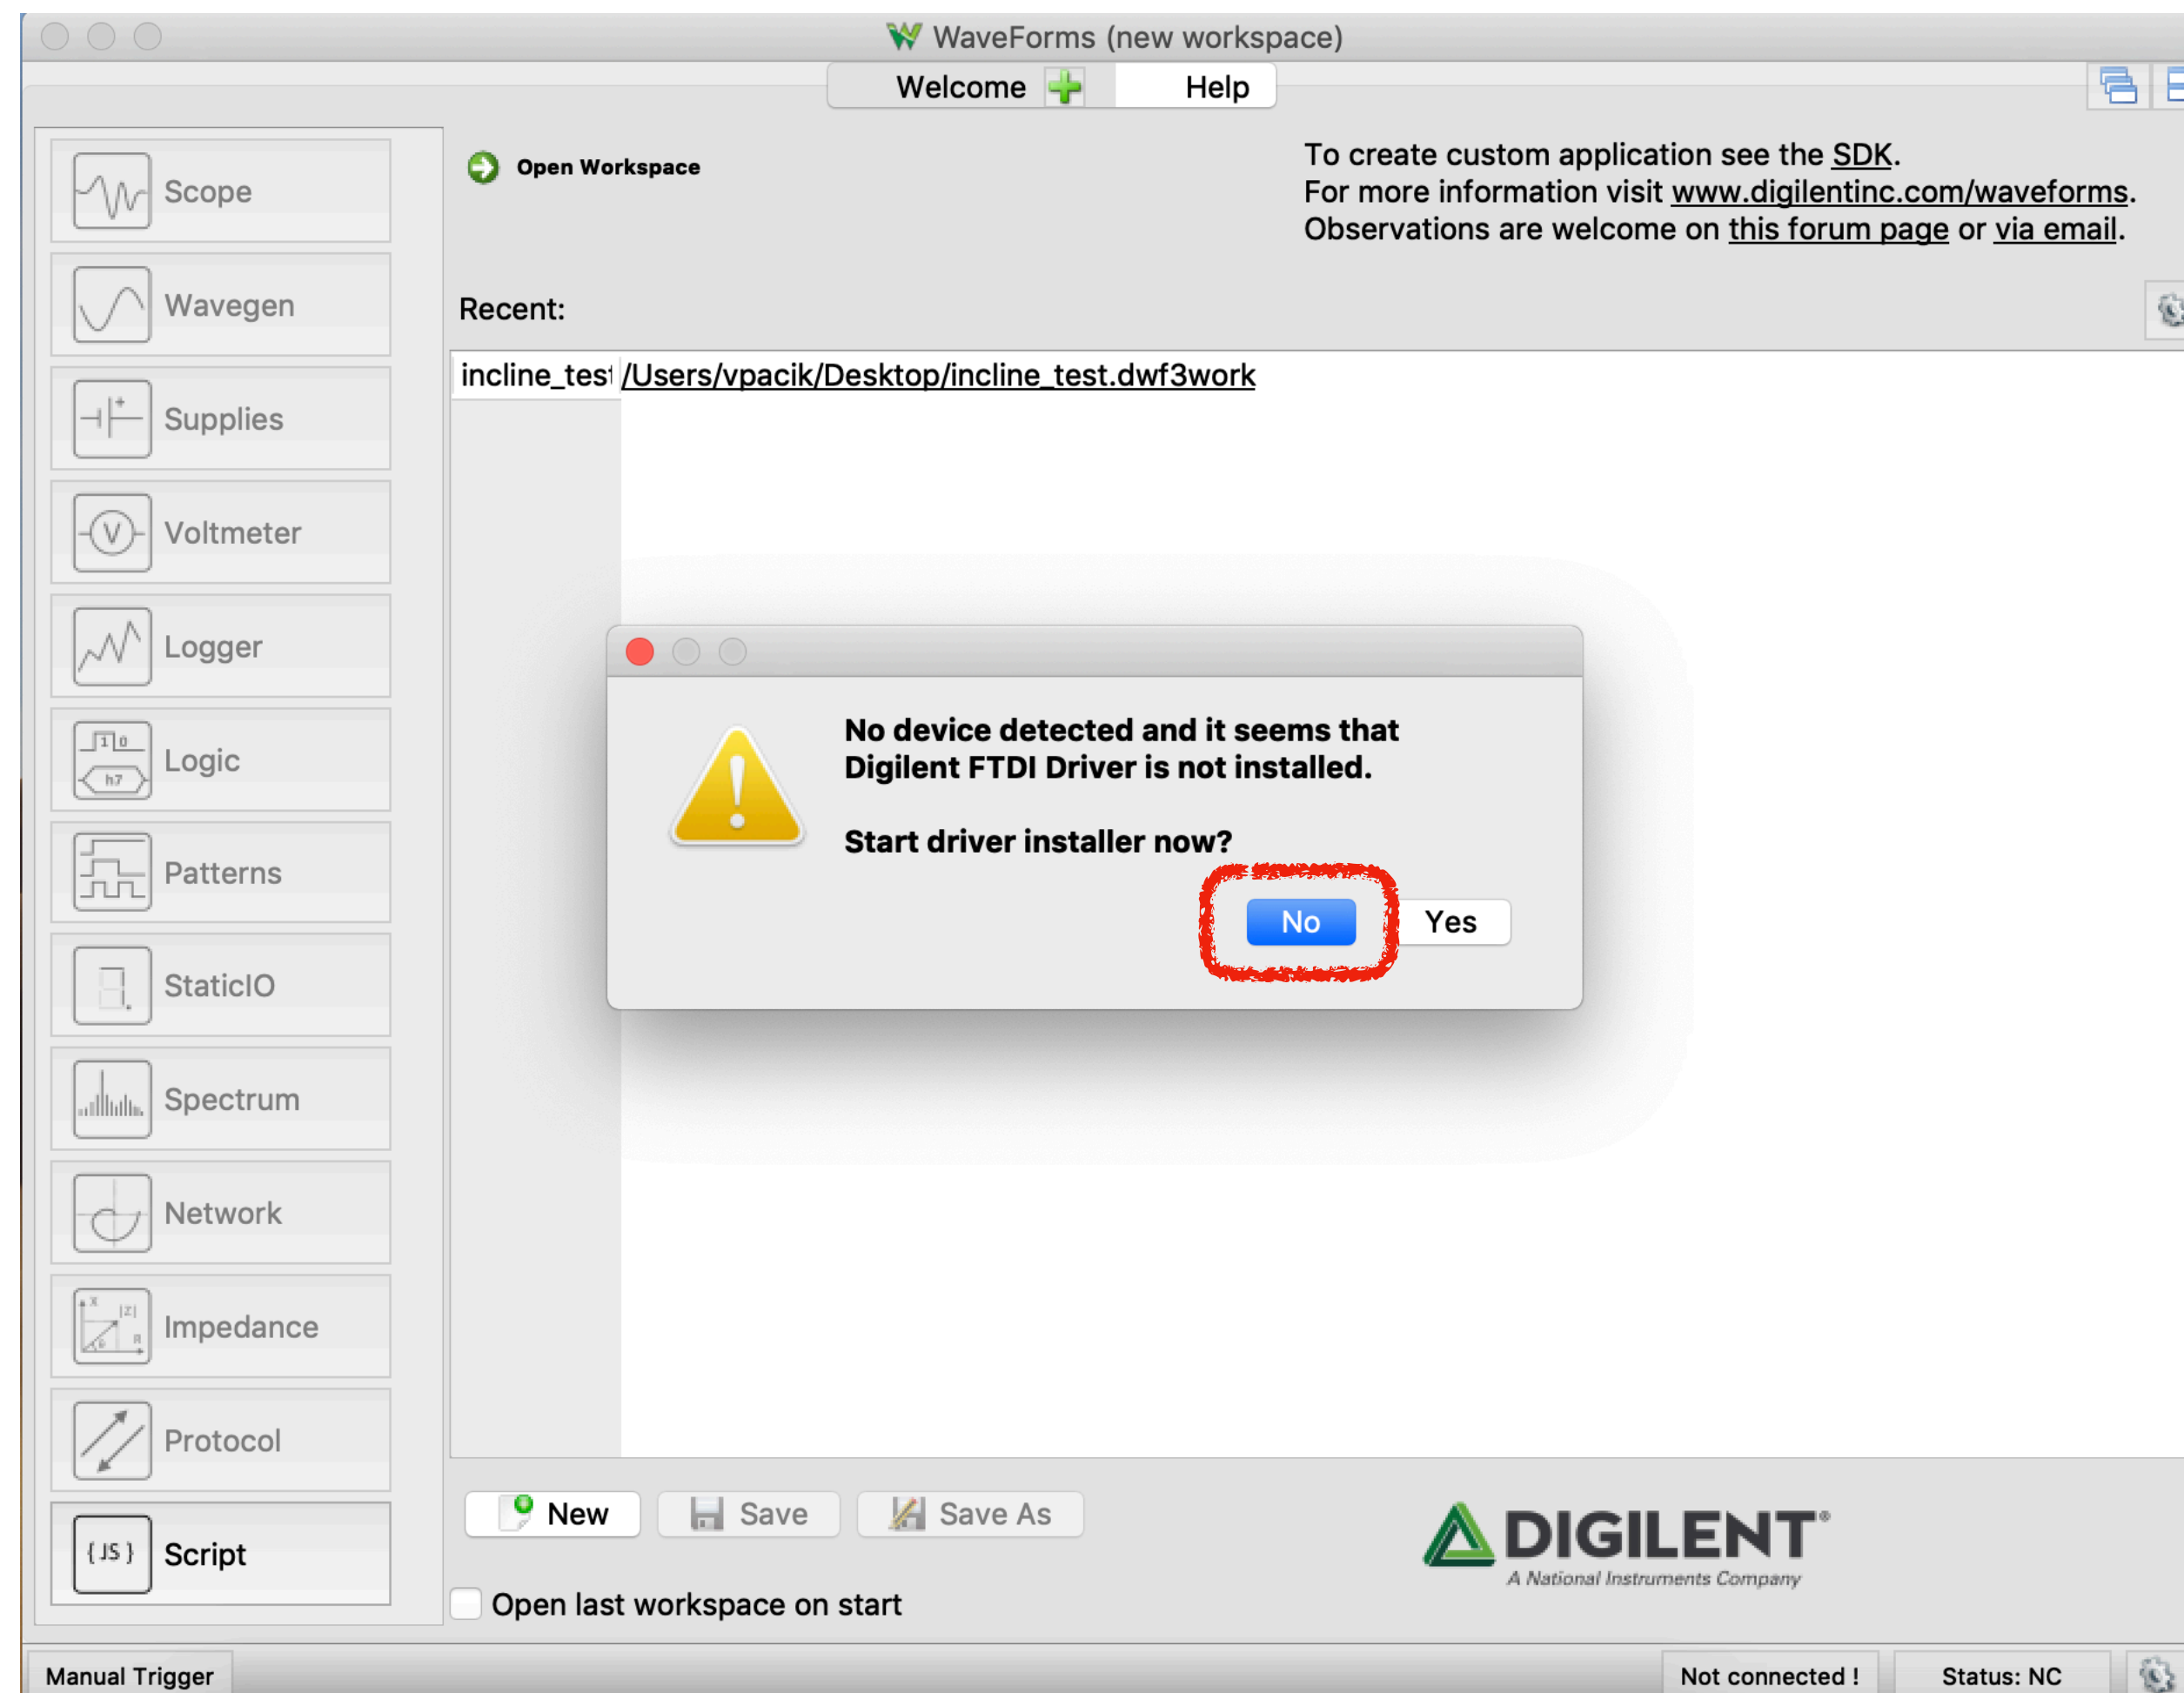 WaveForms (new workspace)
Welcome Help
Scope
Wavegen
Supplies
Voltmeter
Logger
Logic
Patterns
StaticIO
Spectrum
Network
Impedance
Protocol
{JS} Script
Open Workspace
To create custom application see the SDK.
For more information visit www.digilentinc.com/waveforms.
Observations are welcome on this forum page or via email.
Recent:
incline_test /Users/vpacik/Desktop/incline_test.dwf3work
No device detected and it seems that
Digilent FTDI Driver is not installed.
Start driver installer now?
No Yes
New Save Save As
DIGILENT®
A National Instruments Company
Open last workspace on start
Manual Trigger Not connected ! Status: NC